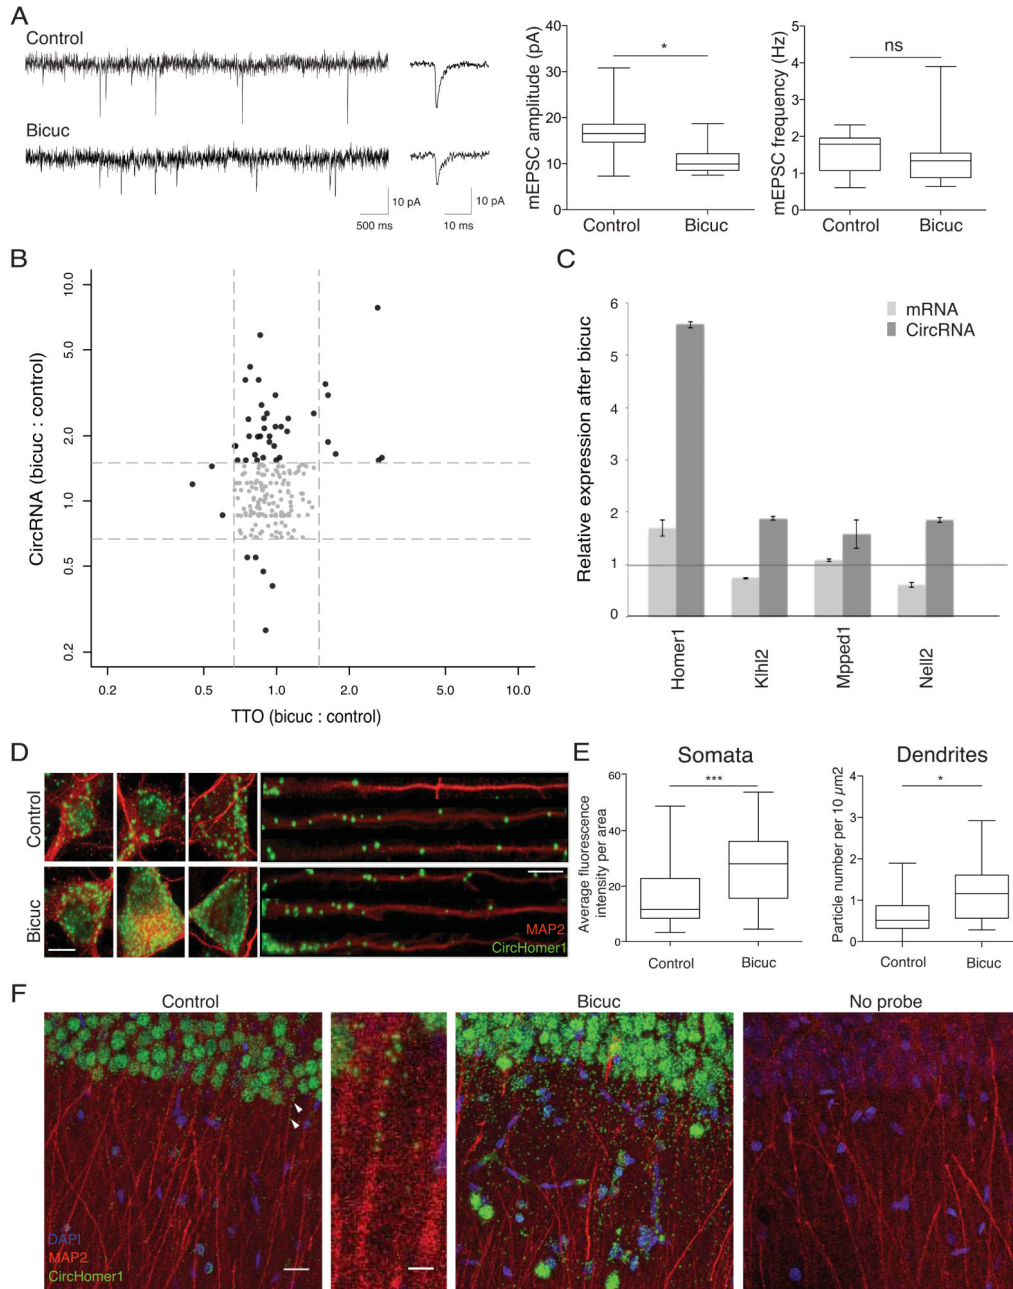 A
Control
Bicuc
10 pA
500 ms
10 pA
10 ms
mEPSC amplitude (pA)
40
30
20
10
0
*
Control
Bicuc
mEPSC frequency (Hz)
5
4
3
2
1
0
ns
Control
Bicuc
B
CircRNA (bicuc : control)
10.0
5.0
2.0
1.0
0.5
0.2
0.2
0.5
1.0
2.0
5.0
10.0
TTO (bicuc : control)
C
Relative expression after bicuc
6
5
4
3
2
1
0
mRNA
CircRNA
Homer1
Klhl2
Mpped1
Nell2
D
Control
Bicuc
MAP2
CircHomer1
E
Somata
Average fluorescence
intensity per area
60
40
20
0
***
Control
Bicuc
Dendrites
Particle number per 10 µm2
4
3
2
1
0
*
Control
Bicuc
F
Control
Bicuc
No probe
DAPI
MAP2
CircHomer1